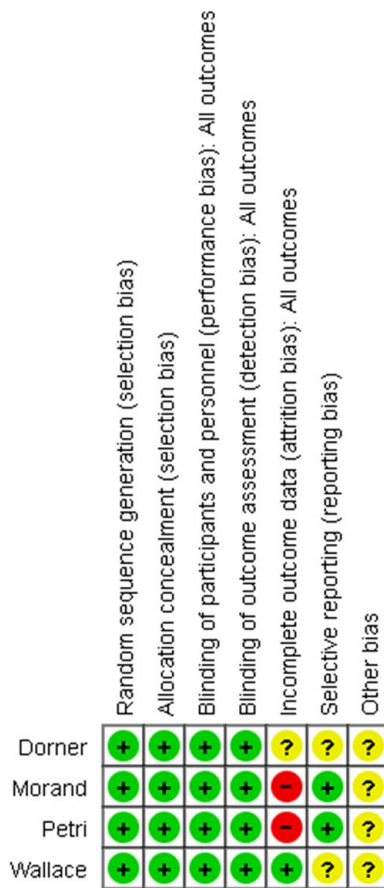 Random sequence generation (selection bias)
Allocation concealment (selection bias)
Blinding of participants and personnel (performance bias): All outcomes
Blinding of outcome assessment (detection bias): All outcomes
Incomplete outcome data (attrition bias): All outcomes
Selective reporting (reporting bias)
Other bias
Dorner + + + + ? ? ?
Morand + + + + - + ?
Petri + + + + - + ?
Wallace + + + + + ? ?